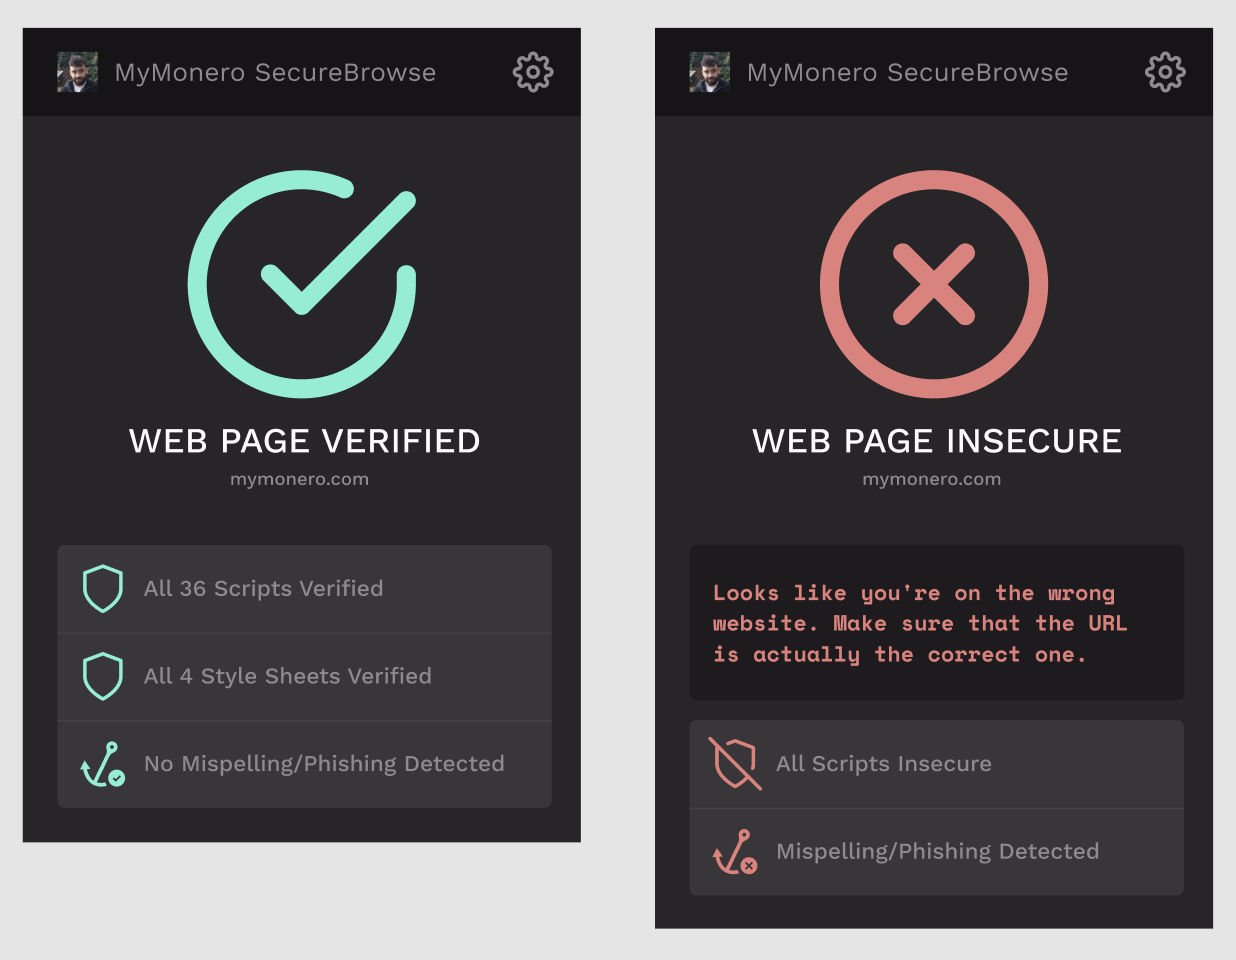 MyMonero SecureBrowse
WEB PAGE VERIFIED
mymonero.com
All 36 Scripts Verified
All 4 Style Sheets Verified
No Mispelling/Phishing Detected
MyMonero SecureBrowse
WEB PAGE INSECURE
mymonero.com
Looks like you're on the wrong
website. Make sure that the URL
is actually the correct one.
All Scripts Insecure
Mispelling/Phishing Detected